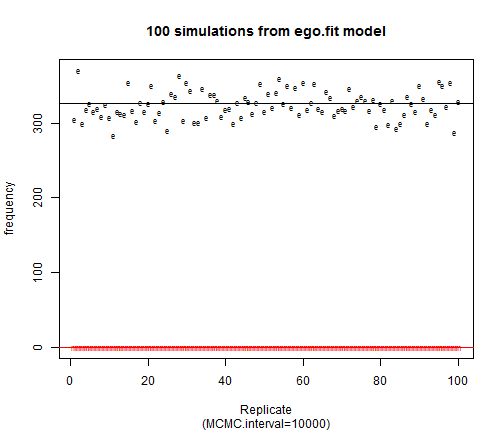 100 simulations from ego.fit model
frequency
300
200
100
0
0
20
40
60
80
100
Replicate
(MCMC.interval=10000)